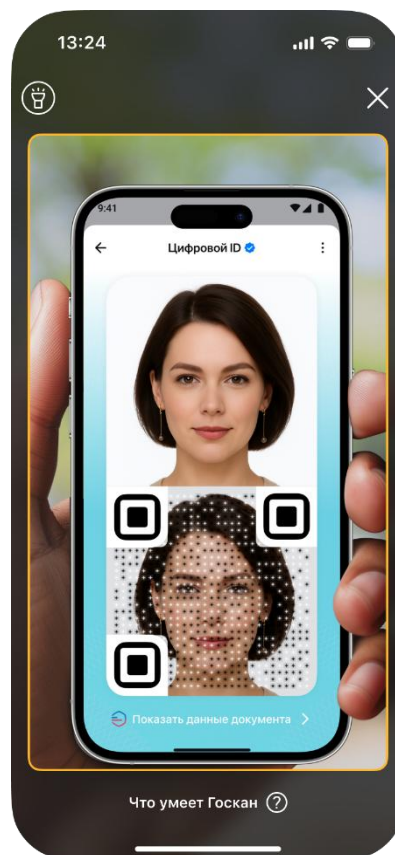 13:24
9:41
Цифровой ID
Показать данные документа
Что умеет Госкан